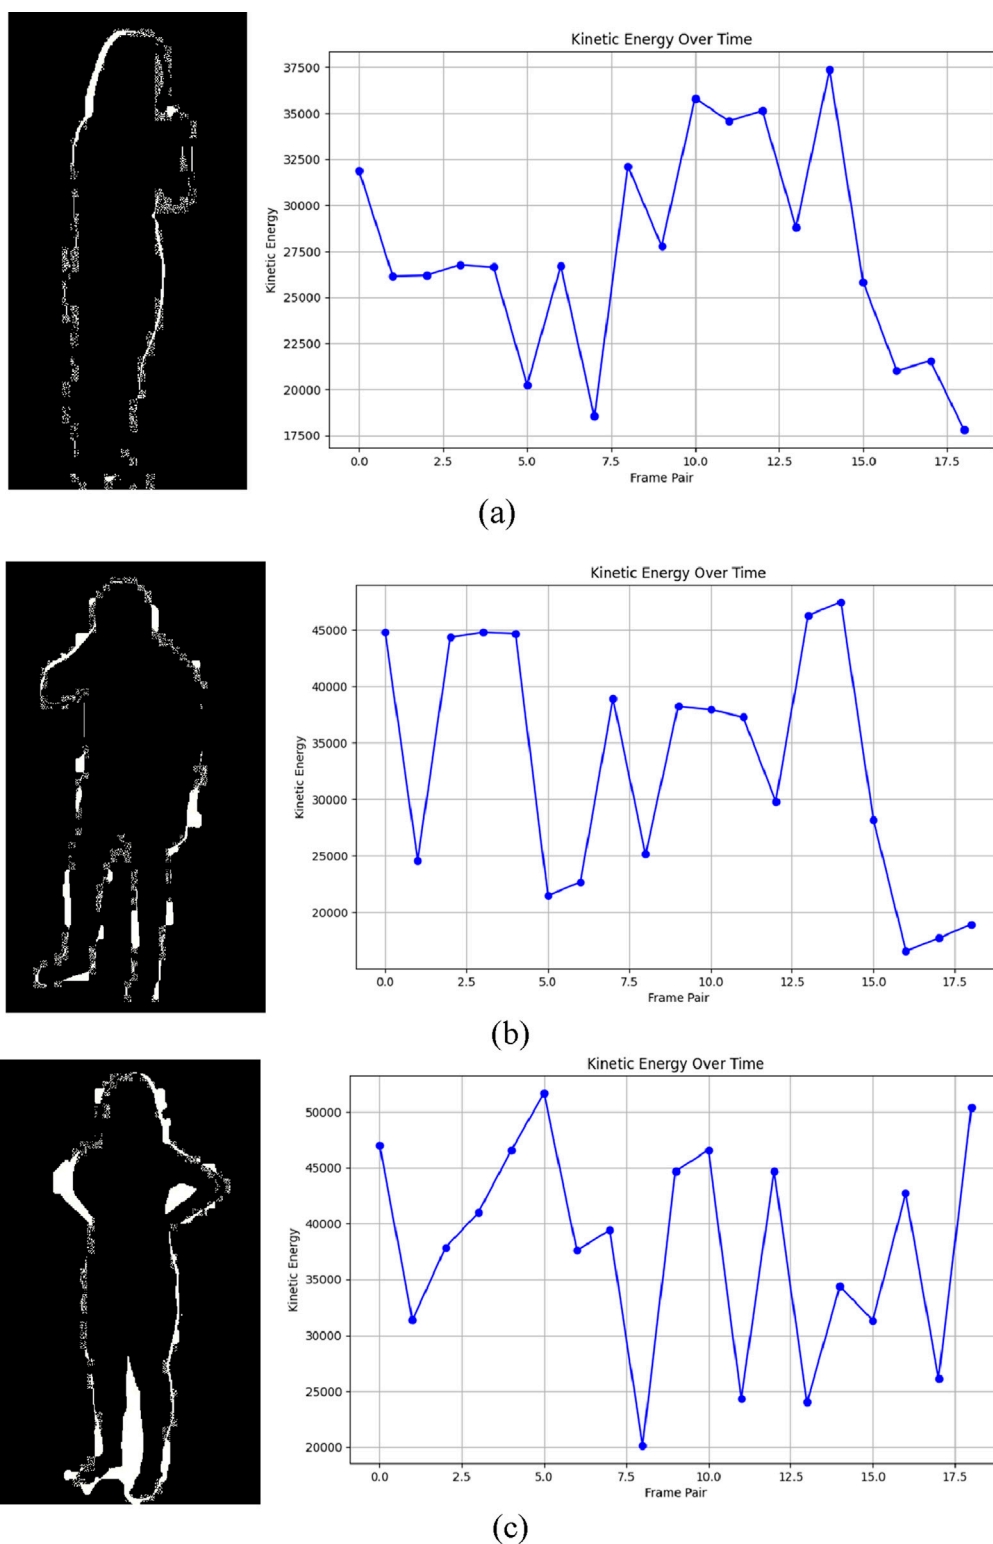 Kinetic Energy Over Time
37500
35000
32500
30000
27500
25000
22500
20000
17500
Kinetic Energy
0.0 2.5 5.0 7.5 10.0 12.5 15.0 17.5
Frame Pair
(a)
Kinetic Energy Over Time
45000
40000
35000
30000
25000
20000
Kinetic Energy
0.0 2.5 5.0 7.5 10.0 12.5 15.0 17.5
Frame Pair
(b)
Kinetic Energy Over Time
50000
45000
40000
35000
30000
25000
20000
Kinetic Energy
0.0 2.5 5.0 7.5 10.0 12.5 15.0 17.5
Frame Pair
(c)